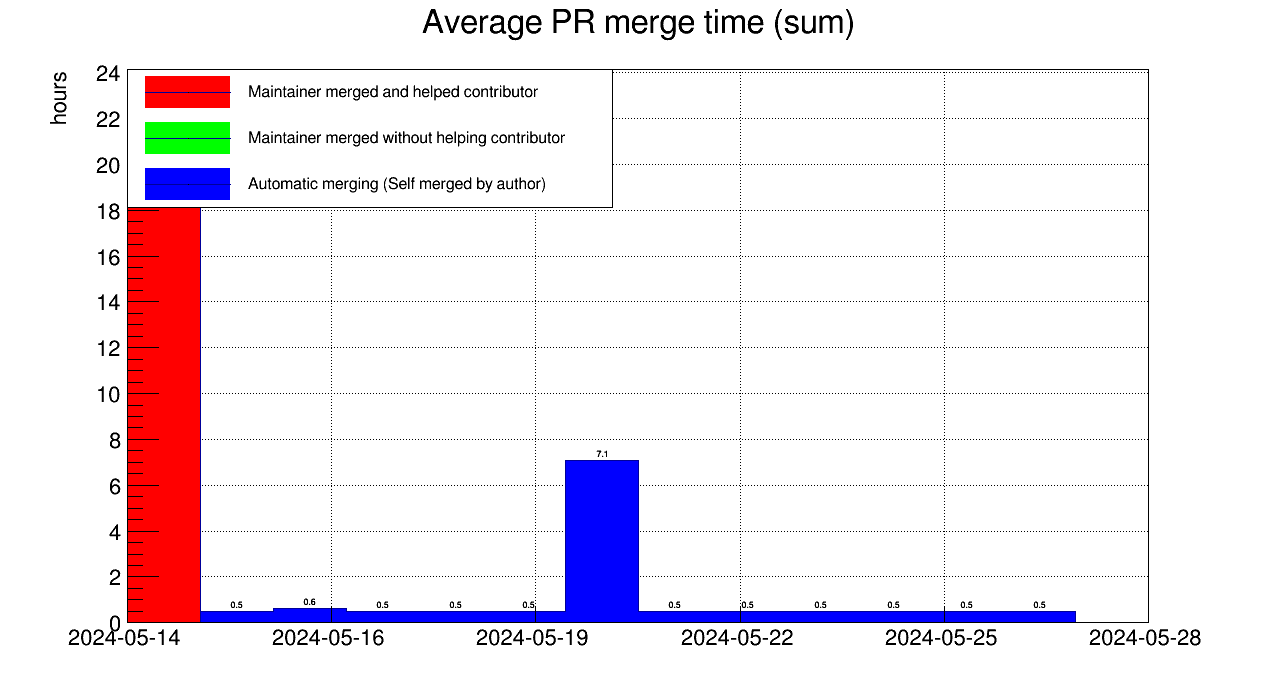 Average PR merge time (sum)
hours
24
22
20
18
16
14
12
10
8
6
4
2
0
Maintainer merged and helped contributor
Maintainer merged without helping contributor
Automatic merging (Self merged by author)
7.1
0.5 0.6 0.5 0.5 0.5 0.5 0.5 0.5 0.5 0.5 0.5
2024-05-14 2024-05-16 2024-05-19 2024-05-22 2024-05-25 2024-05-28